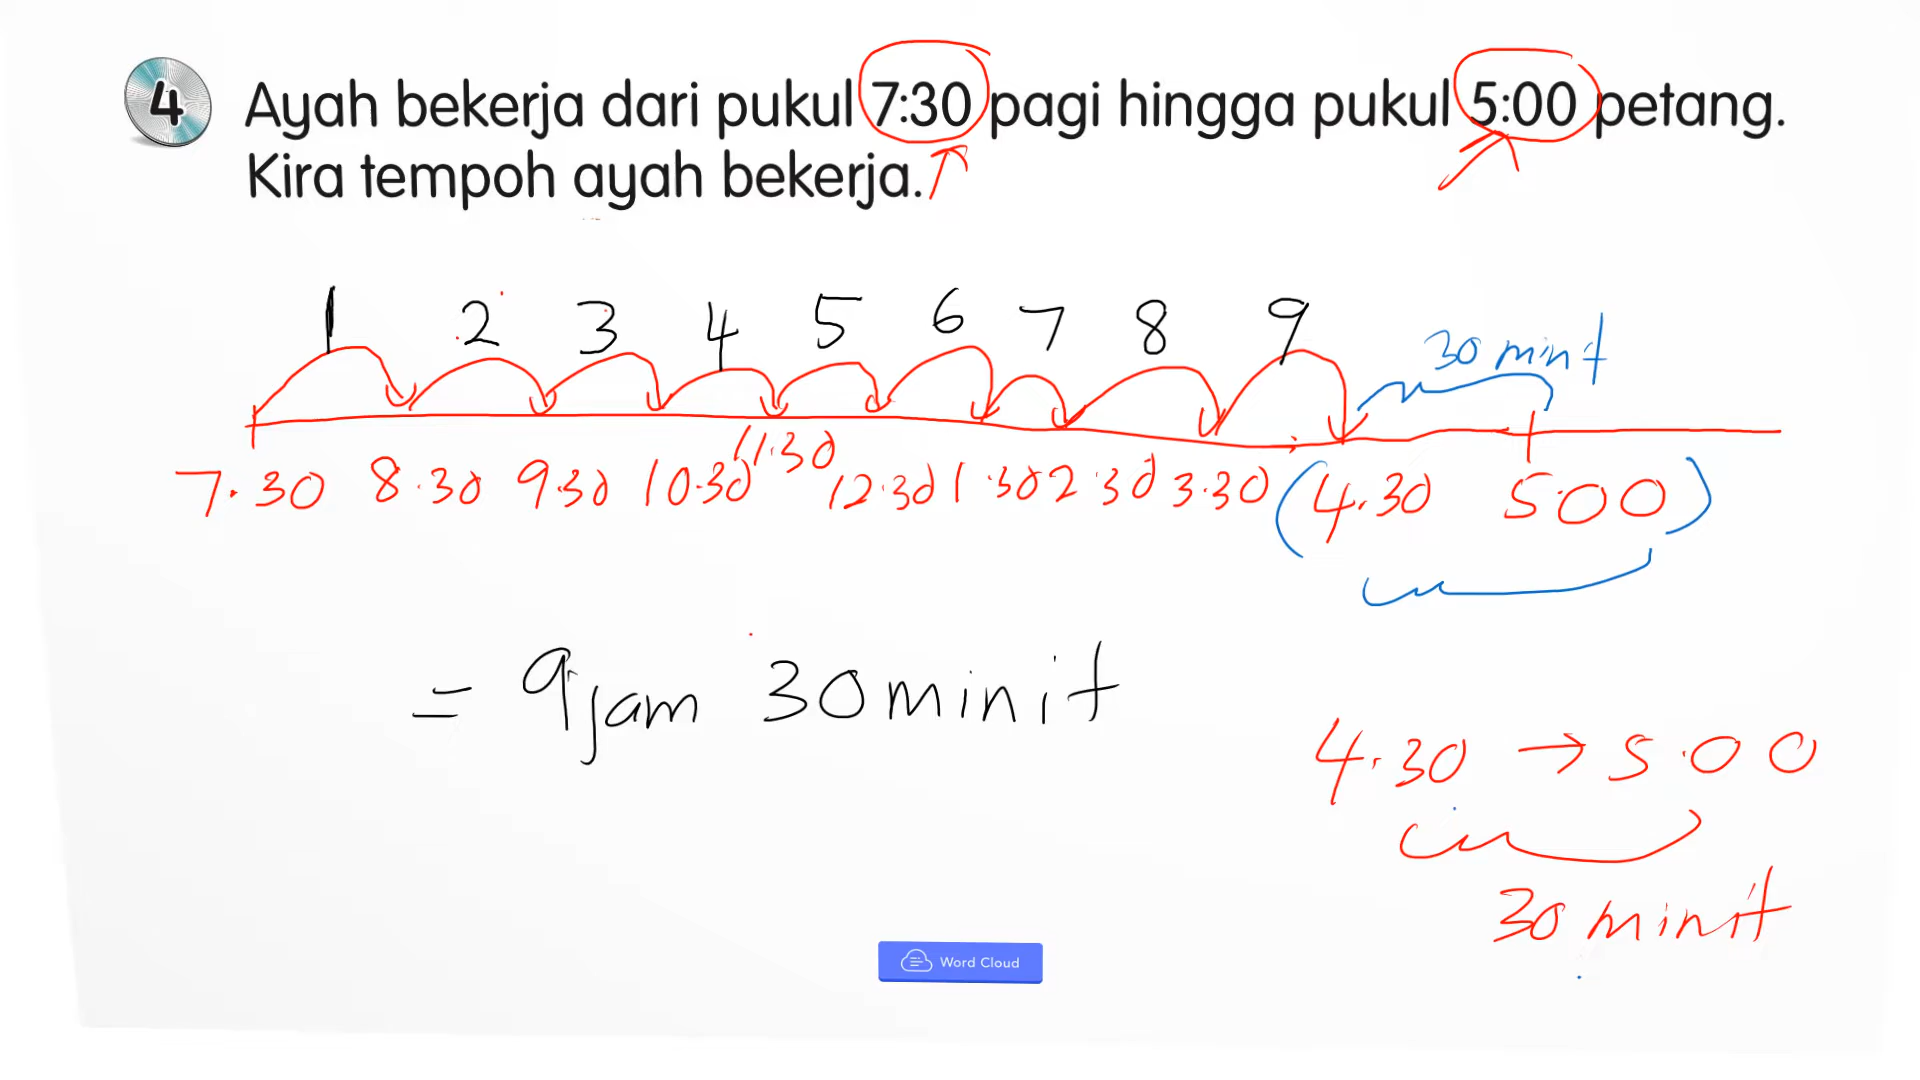 4 Ayah bekerja dari pukul 7:30 pagi hingga pukul 5:00 petang.
Kira tempoh ayah bekerja.
1 2 3 4 5 6 7 8 9 30 minit
7.30 8.30 9.30 10.30 11.30 12.30 1.30 2.30 3.30 (4.30 5.00)
= 9 jam 30 minit
4.30 → 5.00
30 minit
Word Cloud